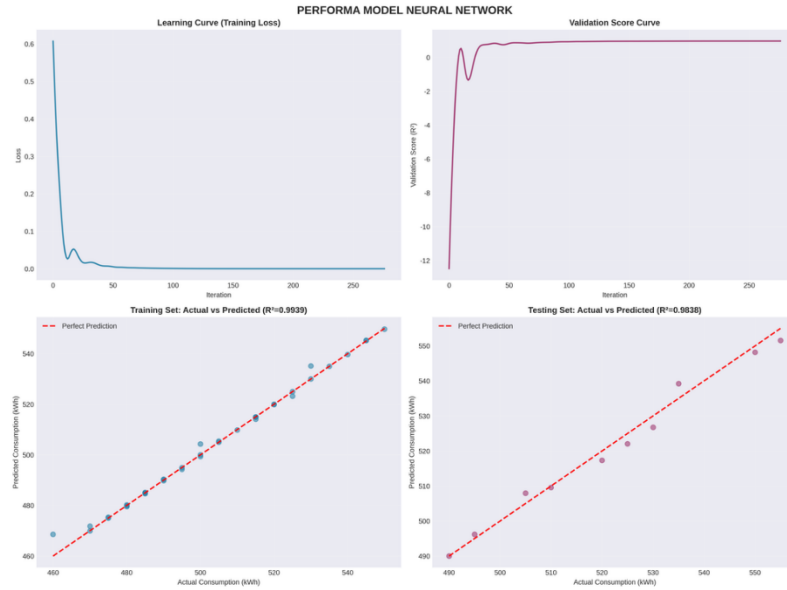 PERFORMA MODEL NEURAL NETWORK
Learning Curve (Training Loss)
0.6
0.5
0.4
0.3
0.2
0.1
0.0
Loss
0 50 100 150 200 250
Iteration
Validation Score Curve
0
-2
-4
-6
-8
-10
-12
Validation Score (R²)
0 50 100 150 200 250
Iteration
Training Set: Actual vs Predicted (R²=0.9939)
Perfect Prediction
540
520
500
480
460
Predicted Consumption (kWh)
460 480 500 520 540
Actual Consumption (kWh)
Testing Set: Actual vs Predicted (R²=0.9838)
Perfect Prediction
550
540
530
520
510
500
490
Predicted Consumption (kWh)
490 500 510 520 530 540 550
Actual Consumption (kWh)